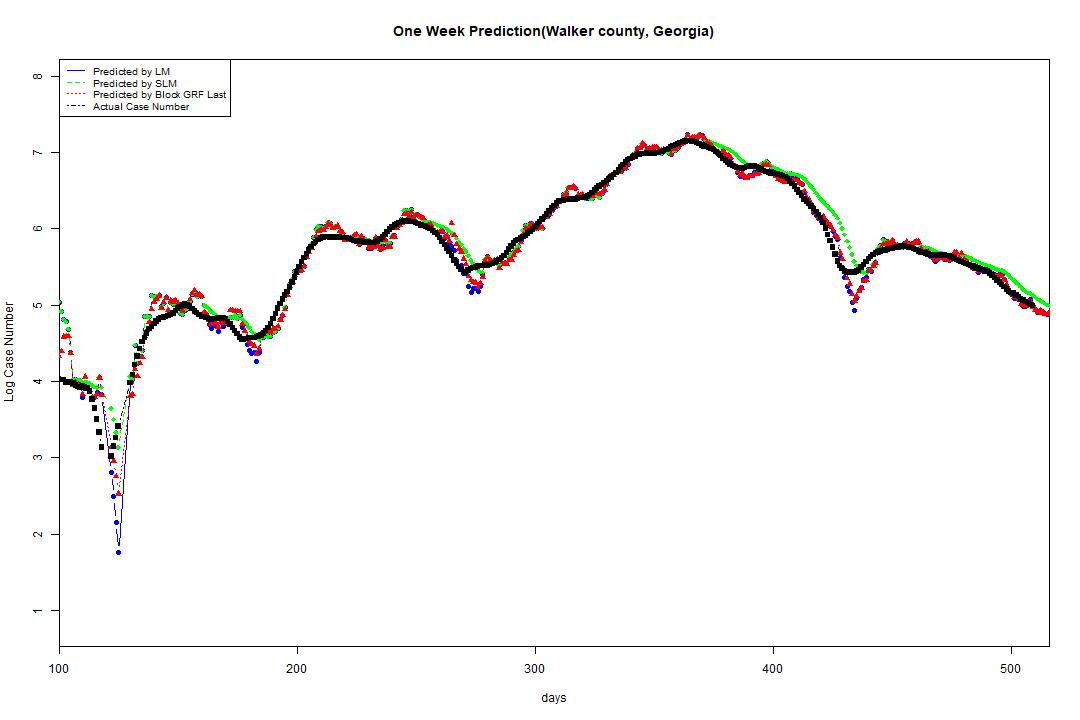 One Week Prediction(Walker county, Georgia)
Predicted by LM
Predicted by SLM
Predicted by Block GRF Last
Actual Case Number
8
7
6
5
4
3
2
1
Log Case Number
100 200 300 400 500
days